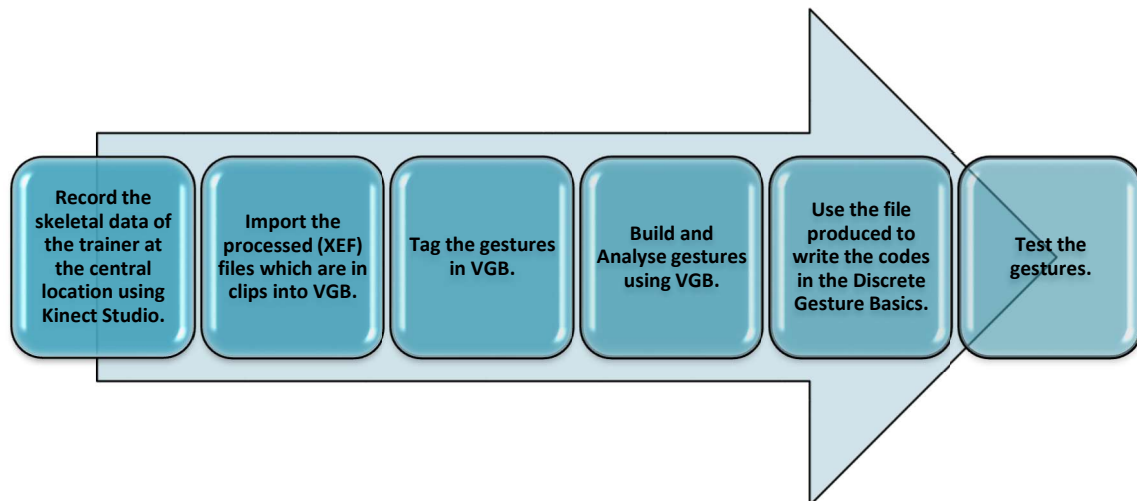 Record the
skeletal data of
the trainer at
the central
location using
Kinect Studio.
Import the
processed (XEF)
files which are in
clips into VGB.
Tag the gestures
in VGB.
Build and
Analyse gestures
using VGB.
Use the file
produced to
write the codes
in the Discrete
Gesture Basics.
Test the
gestures.